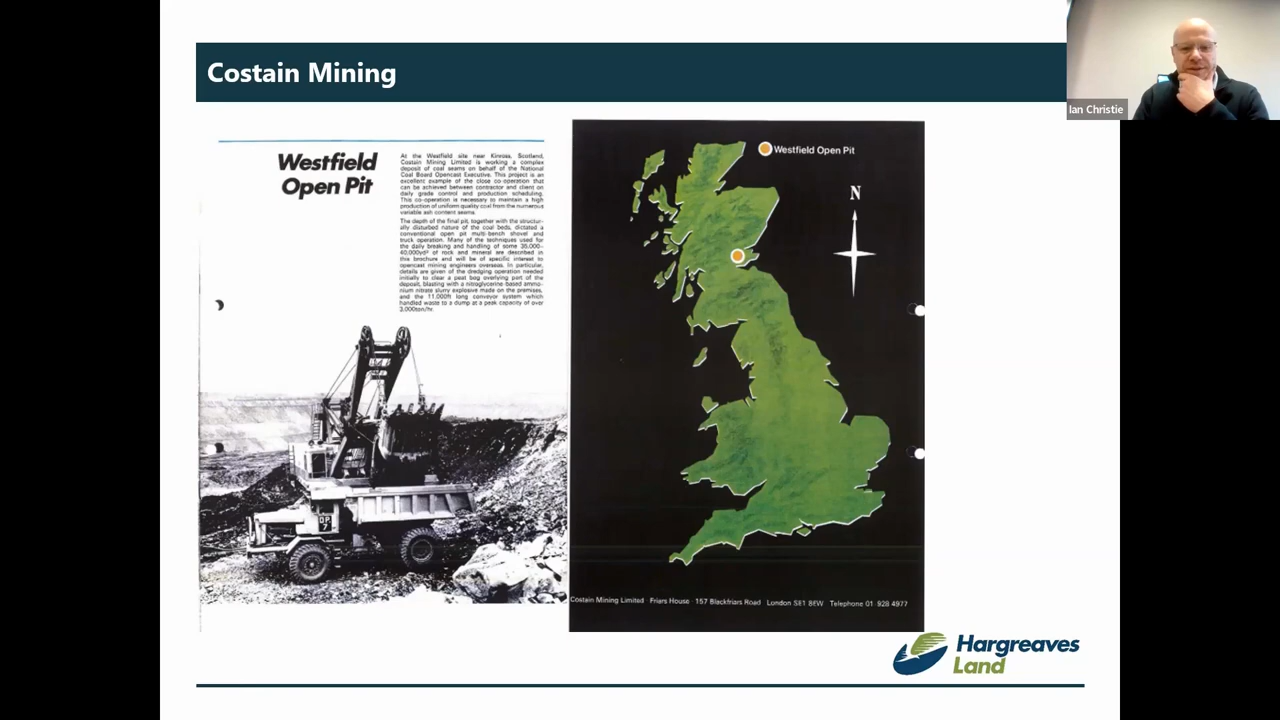 Costain Mining
Ian Christie
Westfield
Open Pit
At the Westfield site near Kinross, Scotland,
Costain Mining Limited is working a complex
deposit of coal seams on behalf of the National
Coal Board Opencast Executive. This project is an
excellent example of the close co-operation that
can be achieved between contractor and client on
daily grade control and production scheduling.
This co-operation is necessary to maintain a high
production of uniform quality coal from the numerous
variable ash content seams.
The depth of the final pit, together with the structur-
ally disturbed nature of the coal beds, dictated a
conventional open pit multi-bench shovel and
truck operation. Many of the techniques used for
the daily breaking and handling of some 35,000-
40,000yd³ of rock and mineral are described in
this brochure and will be of specific interest to
opencast mining engineers overseas. In particular,
details are given of the dredging operation needed
initially to clear a peat bog overlying part of the
deposit, blasting with a nitroglycerine-based ammo-
nium nitrate slurry explosive made on the premises,
and the 11,000ft long conveyor system which
handled waste to a dump at a peak capacity of over
3,000ton/hr.
OP
7
Westfield Open Pit
N
Costain Mining Limited · Friars House · 157 Blackfriars Road London SE1 8EW Telephone 01 928 4977
Hargreaves
Land